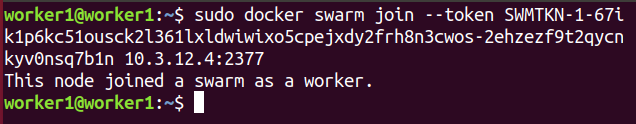 worker1@worker1:~$ sudo docker swarm join --token SWMTKN-1-67i
k1p6kc51ousck2l361lxldwiwixo5cpejxdy2frh8n3cwos-2ehzezf9t2qycn
kyv0nsq7b1n 10.3.12.4:2377
This node joined a swarm as a worker.
worker1@worker1:~$